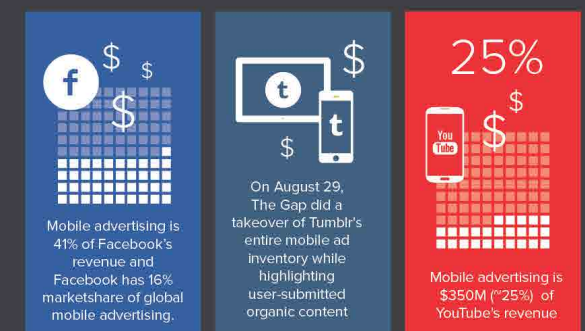 f
$
$
$
Mobile advertising is
41% of Facebook's
revenue and
Facebook has 16%
marketshare of global
mobile advertising.
t
t
$
$
On August 29,
The Gap did a
takeover of Tumblr's
entire mobile ad
inventory while
highlighting
user-submitted
organic content
25%
$
$
You
Tube
Mobile advertising is
$350M (~25%) of
YouTube's revenue